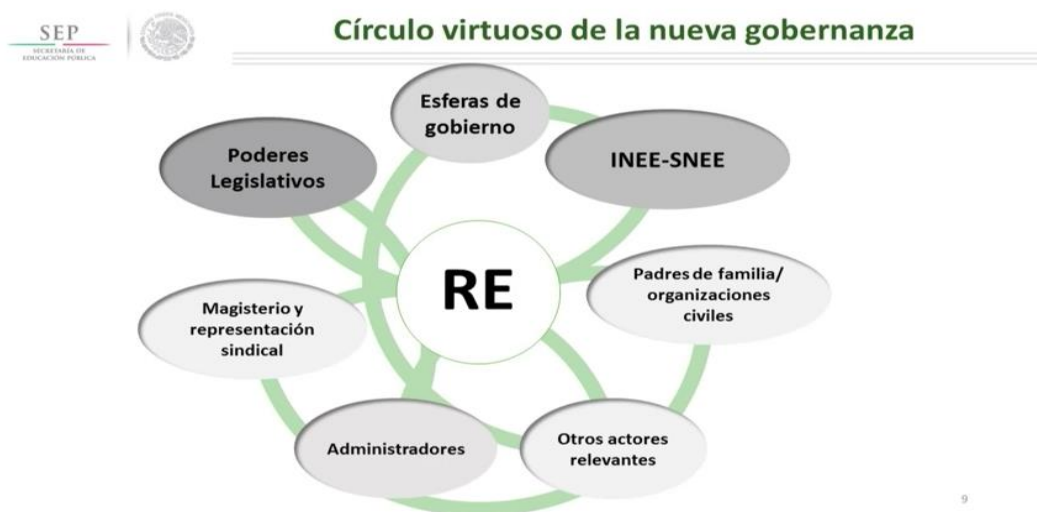 SEP
SECRETARÍA DE
EDUCACIÓN PÚBLICA
Círculo virtuoso de la nueva gobernanza
Esferas de
gobierno
Poderes
Legislativos
INEE-SNEE
RE
Padres de familia/
organizaciones
civiles
Magisterio y
representación
sindical
Administradores
Otros actores
relevantes
9